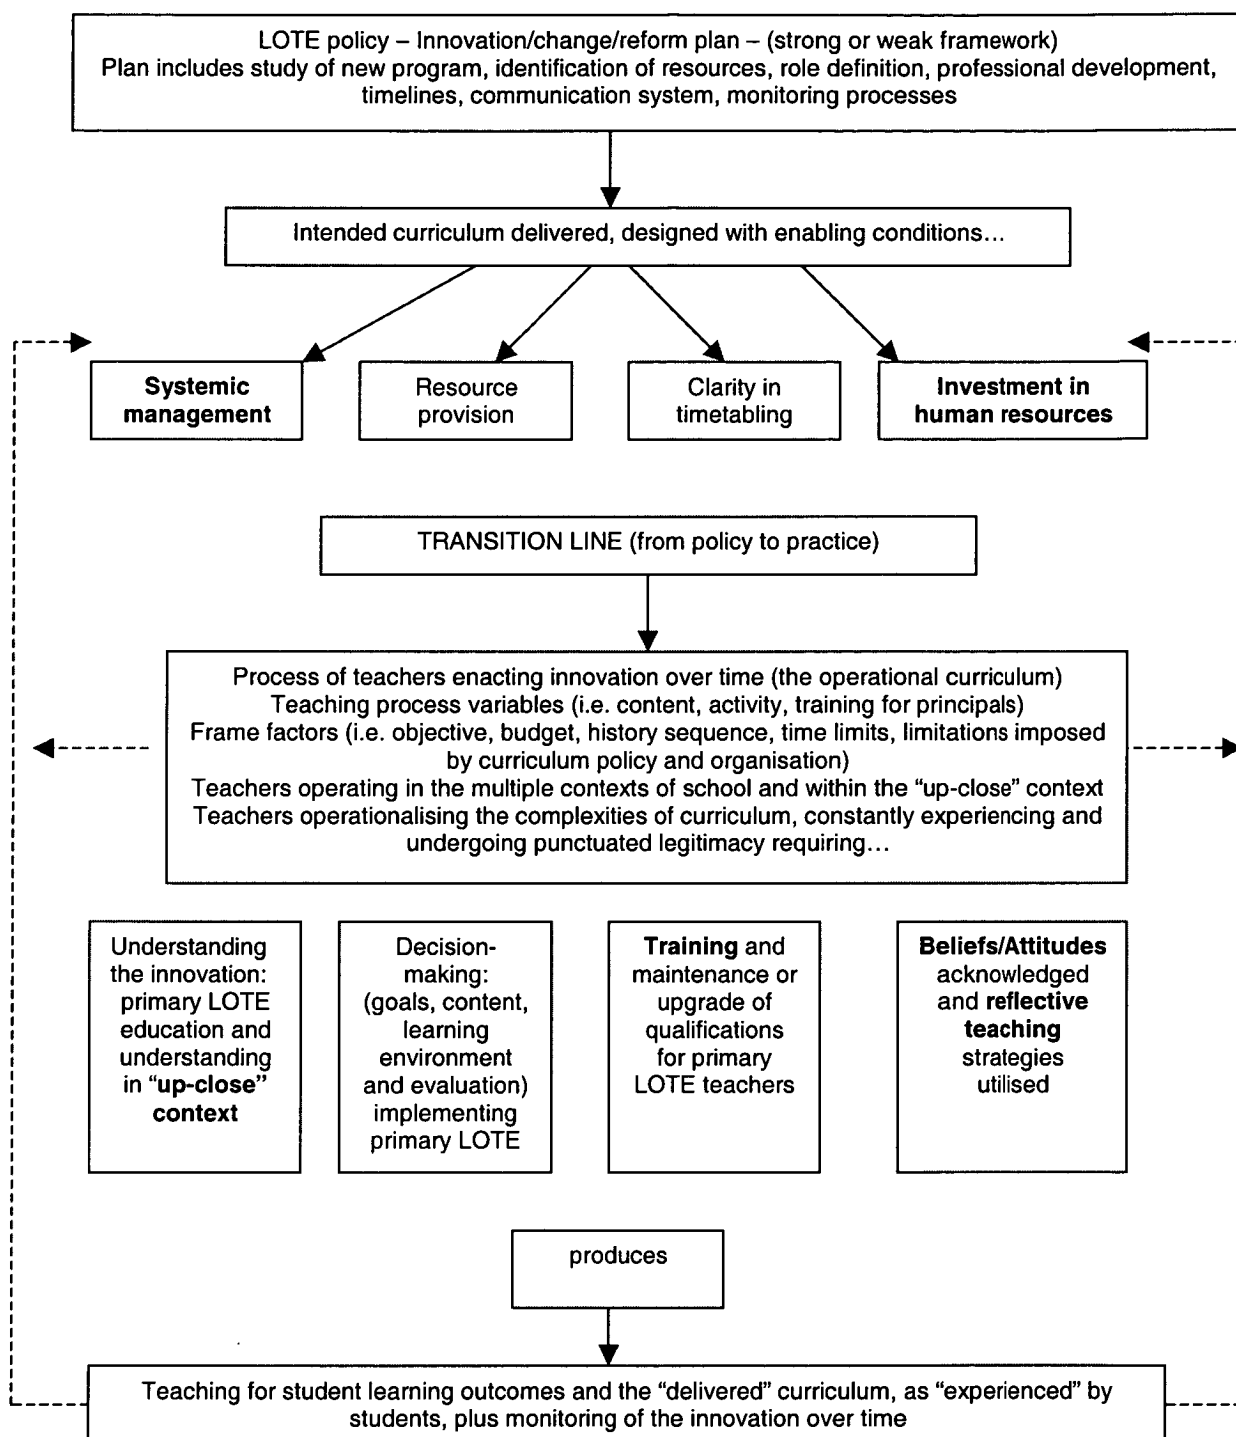 LOTE policy – Innovation/change/reform plan – (strong or weak framework)
Plan includes study of new program, identification of resources, role definition, professional development,
timelines, communication system, monitoring processes
Intended curriculum delivered, designed with enabling conditions…
Systemic
management
Resource
provision
Clarity in
timetabling
Investment in
human resources
TRANSITION LINE (from policy to practice)
Process of teachers enacting innovation over time (the operational curriculum)
Teaching process variables (i.e. content, activity, training for principals)
Frame factors (i.e. objective, budget, history sequence, time limits, limitations imposed
by curriculum policy and organisation)
Teachers operating in the multiple contexts of school and within the “up-close” context
Teachers operationalising the complexities of curriculum, constantly experiencing and
undergoing punctuated legitimacy requiring…
Understanding
the innovation:
primary LOTE
education and
understanding
in “up-close”
context
Decision-
making:
(goals, content,
learning
environment
and evaluation)
implementing
primary LOTE
Training and
maintenance or
upgrade of
qualifications
for primary
LOTE teachers
Beliefs/Attitudes
acknowledged
and reflective
teaching
strategies
utilised
produces
Teaching for student learning outcomes and the “delivered” curriculum, as “experienced” by
students, plus monitoring of the innovation over time